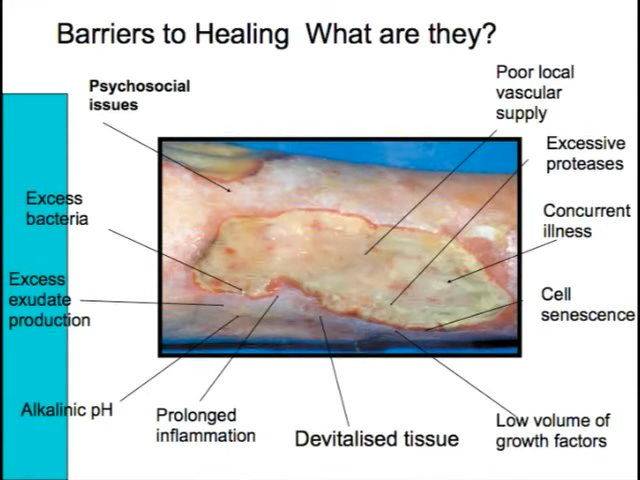 Barriers to Healing  What are they?
Psychosocial
issues
Poor local
vascular
supply
Excessive
proteases
Excess
bacteria
Concurrent
illness
Excess
exudate
production
Cell
senescence
Alkalinic pH
Prolonged
inflammation
Devitalised tissue
Low volume of
growth factors